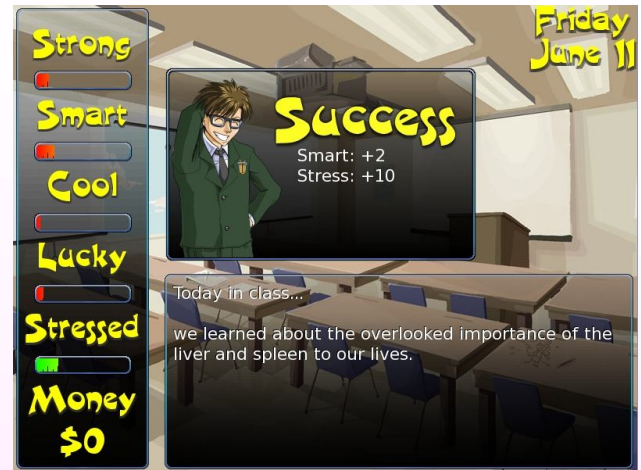 Strong
Smart
Cool
Lucky
Stressed
Money
$0
Friday
June 11
Success
Smart: +2
Stress: +10
Today in class...
we learned about the overlooked importance of the
liver and spleen to our lives.